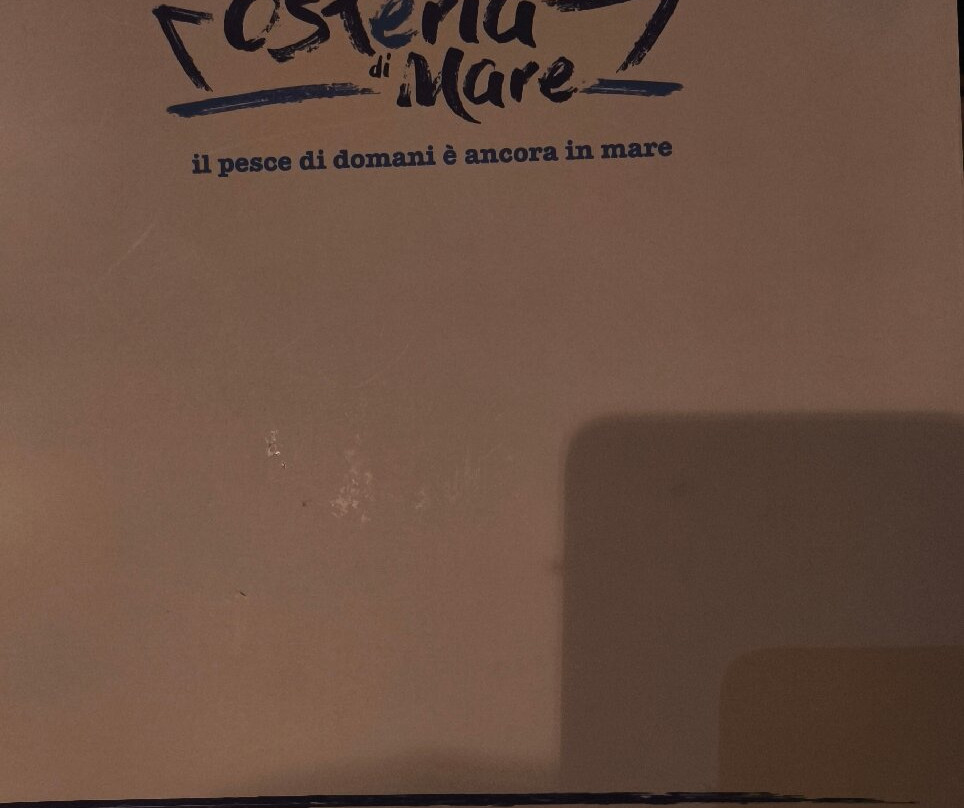 osteria
di Mare
il pesce di domani è ancora in mare